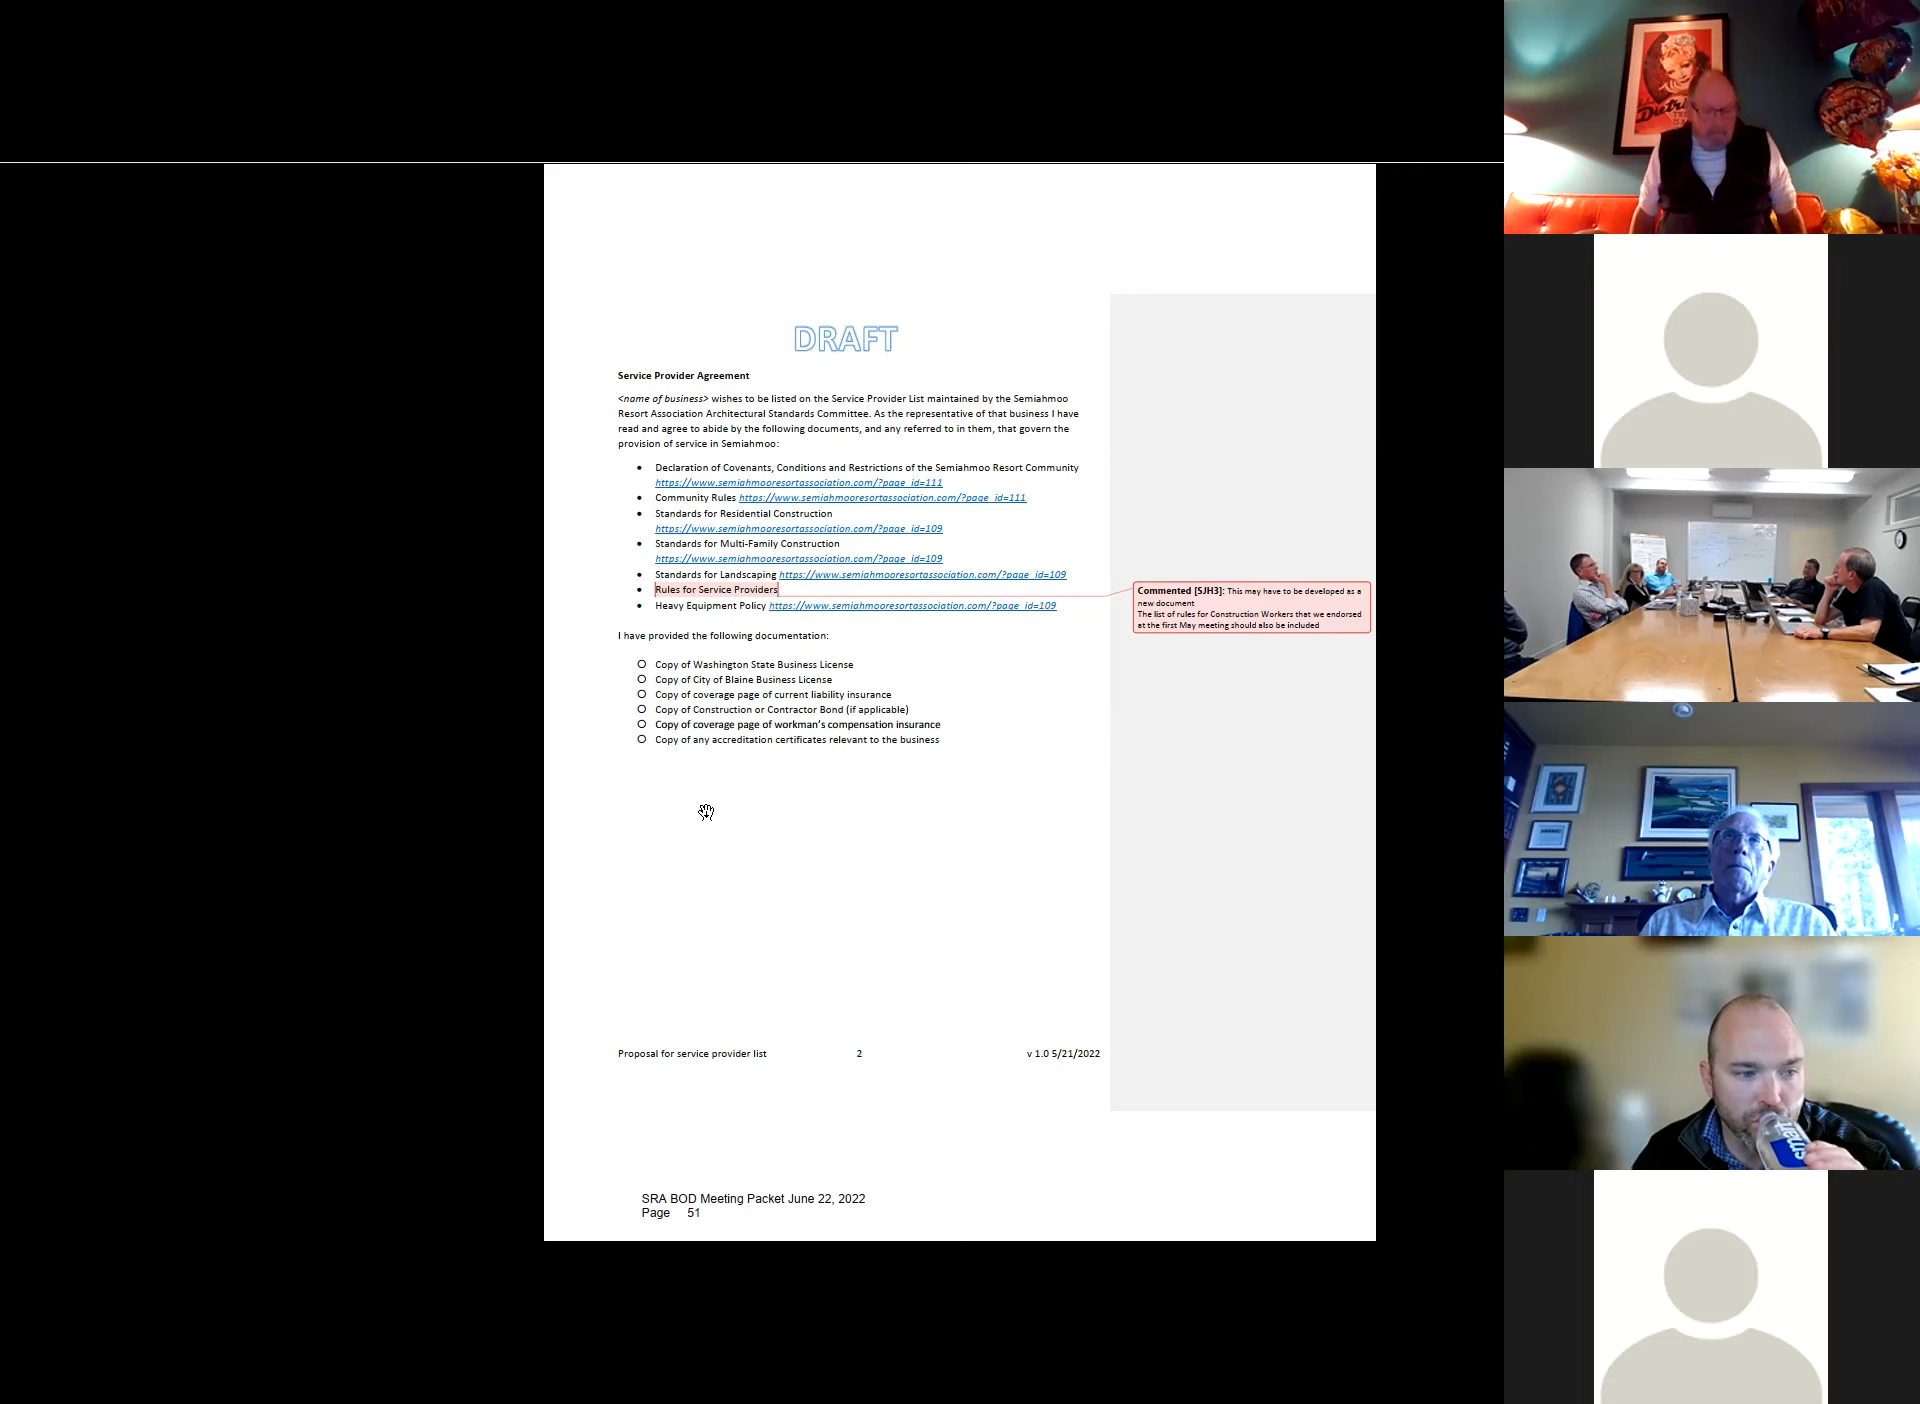 DRAFT
Service Provider Agreement
<name of business> wishes to be listed on the Service Provider List maintained by the Semiahmoo
Resort Association Architectural Standards Committee. As the representative of that business I have
read and agree to abide by the following documents, and any referred to in them, that govern the
provision of service in Semiahmoo:
• Declaration of Covenants, Conditions and Restrictions of the Semiahmoo Resort Community
https://www.semiahmooresortassociation.com/?page_id=111
• Community Rules https://www.semiahmooresortassociation.com/?page_id=111
• Standards for Residential Construction
https://www.semiahmooresortassociation.com/?page_id=109
• Standards for Multi-Family Construction
https://www.semiahmooresortassociation.com/?page_id=109
• Standards for Landscaping https://www.semiahmooresortassociation.com/?page_id=109
• Rules for Service Providers
• Heavy Equipment Policy https://www.semiahmooresortassociation.com/?page_id=109
Commented [SJH3]: This may have to be developed as a
new document
The list of rules for Construction Workers that we endorsed
at the first May meeting should also be included
I have provided the following documentation:
O Copy of Washington State Business License
O Copy of City of Blaine Business License
O Copy of coverage page of current liability insurance
O Copy of Construction or Contractor Bond (if applicable)
O Copy of coverage page of workman's compensation insurance
O Copy of any accreditation certificates relevant to the business
Proposal for service provider list 2 v 1.0 5/21/2022
SRA BOD Meeting Packet June 22, 2022
Page 51
smart